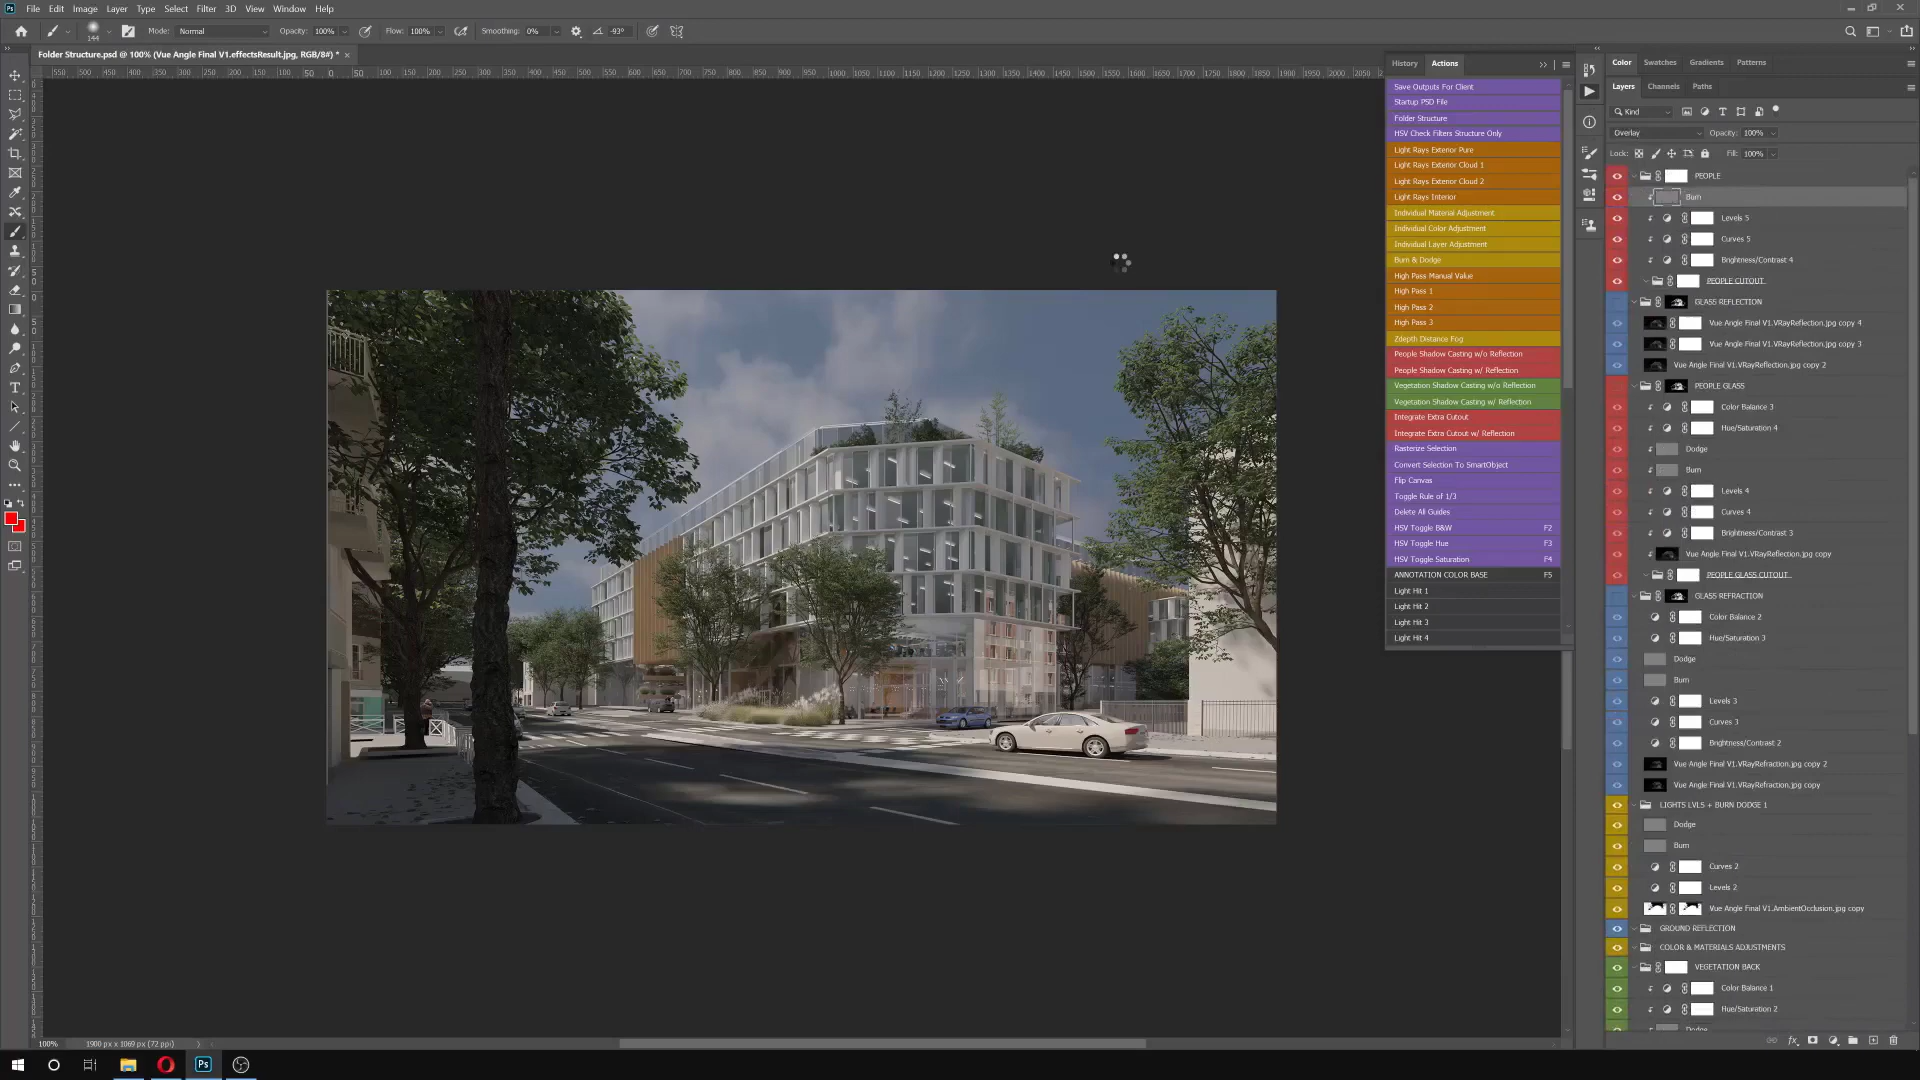 File Edit Image Layer Type Select Filter 3D View Window Help
Mode: Normal Opacity: 100% Flow: 100% Smoothing: 0% -93°
Folder Structure.psd @ 100% (Vue Angle Final V1.effectsResult.jpg, RGB/8#) *
History Actions
Save Outputs For Client
Startup PSD File
Folder Structure
HSV Check Filters Structure Only
Light Rays Exterior Pure
Light Rays Exterior Cloud 1
Light Rays Exterior Cloud 2
Light Rays Interior
Individual Material Adjustment
Individual Color Adjustment
Individual Layer Adjustment
Burn & Dodge
High Pass Manual Value
High Pass 1
High Pass 2
High Pass 3
Zdepth Distance Fog
People Shadow Casting w/o Reflection
People Shadow Casting w/ Reflection
Vegetation Shadow Casting w/o Reflection
Vegetation Shadow Casting w/ Reflection
Integrate Extra Cutout
Integrate Extra Cutout w/ Reflection
Rasterize Selection
Convert Selection To SmartObject
Flip Canvas
Toggle Rule of 1/3
Delete All Guides
HSV Toggle B&W F2
HSV Toggle Hue F3
HSV Toggle Saturation F4
ANNOTATION COLOR BASE F5
Light Hit 1
Light Hit 2
Light Hit 3
Light Hit 4
Color Swatches Gradients Patterns
Layers Channels Paths
Kind
Overlay Opacity: 100%
Lock: Fill: 100%
PEOPLE
Burn
Levels 5
Curves 5
Brightness/Contrast 4
PEOPLE CUTOUT
GLASS REFLECTION
Vue Angle Final V1.VRayReflection.jpg copy 4
Vue Angle Final V1.VRayReflection.jpg copy 3
Vue Angle Final V1.VRayReflection.jpg copy 2
PEOPLE GLASS
Color Balance 3
Hue/Saturation 4
Dodge
Burn
Levels 4
Curves 4
Brightness/Contrast 3
Vue Angle Final V1.VRayReflection.jpg copy
PEOPLE GLASS CUTOUT
GLASS REFRACTION
Color Balance 2
Hue/Saturation 3
Dodge
Burn
Levels 3
Curves 3
Brightness/Contrast 2
Vue Angle Final V1.VRayRefraction.jpg copy 2
Vue Angle Final V1.VRayRefraction.jpg copy
LIGHTS LVLS + BURN DODGE 1
Dodge
Burn
Curves 2
Levels 2
Vue Angle Final V1.AmbientOcclusion.jpg copy
GROUND REFLECTION
COLOR & MATERIALS ADJUSTMENTS
VEGETATION BACK
Color Balance 1
Hue/Saturation 2
Dodge
100% 1900 px x 1069 px (72 ppi)